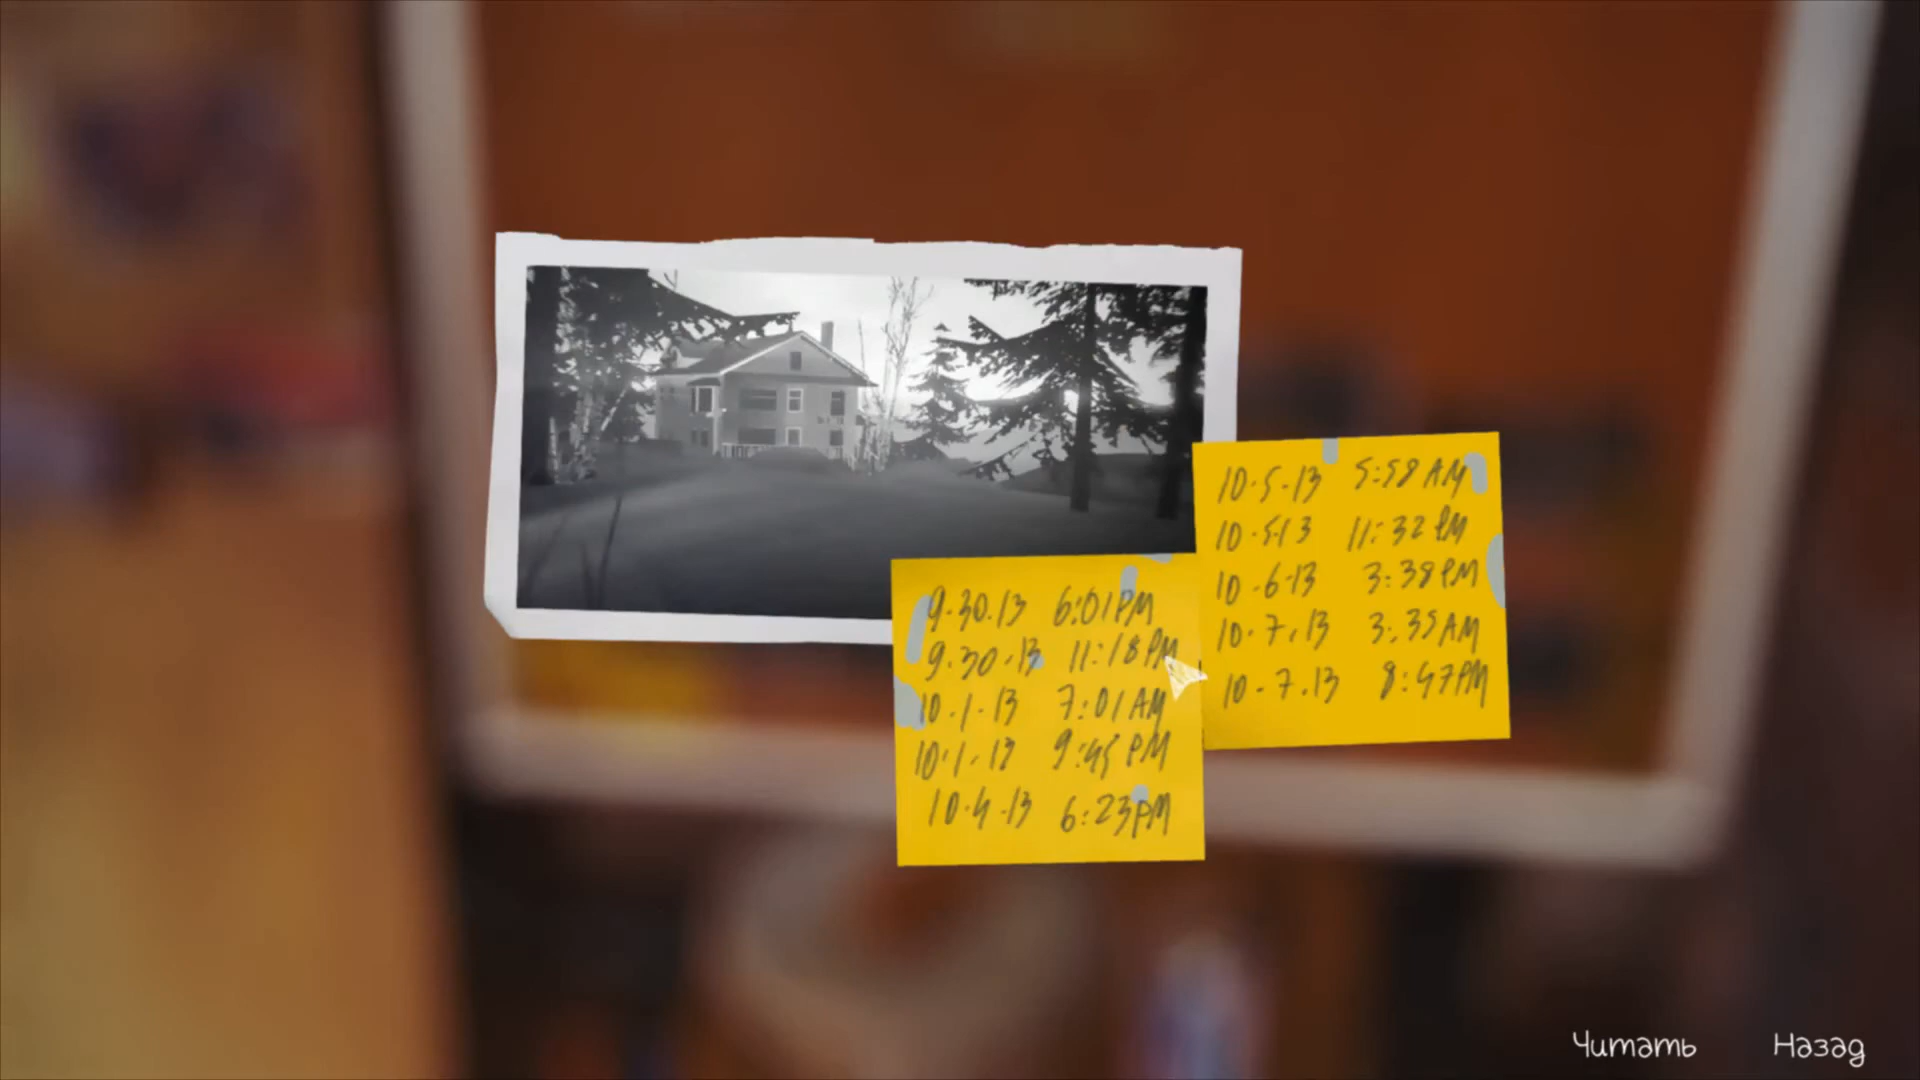 9.30.13 6:01PM
9.30.13 11:18PM
10.1.13 7:01AM
10.1.13 9:45PM
10.4.13 6:23PM
10.5.13 5:58AM
10.5.13 11:32PM
10.6.13 3:38PM
10.7.13 3:35AM
10.7.13 8:47PM
Читать Назад